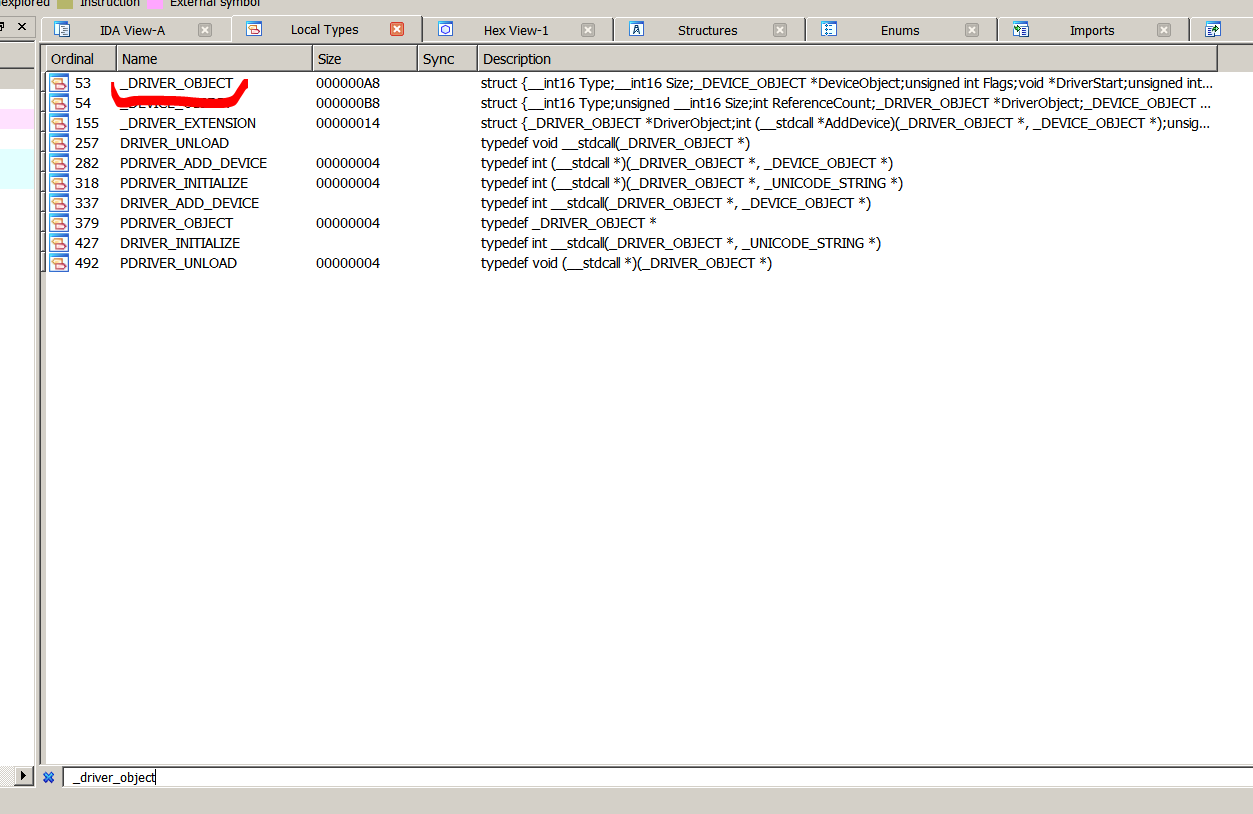 explored Instruction External symbol
IDA View-A Local Types Hex View-1 Structures Enums Imports
Ordinal Name Size Sync Description
53 _DRIVER_OBJECT 000000A8 struct {__int16 Type;__int16 Size;_DEVICE_OBJECT *DeviceObject;unsigned int Flags;void *DriverStart;unsigned int...
54 _DEVICE_OBJECT 000000B8 struct {__int16 Type;unsigned __int16 Size;int ReferenceCount;_DRIVER_OBJECT *DriverObject;_DEVICE_OBJECT ...
155 _DRIVER_EXTENSION 00000014 struct {_DRIVER_OBJECT *DriverObject;int (__stdcall *AddDevice)(_DRIVER_OBJECT *, _DEVICE_OBJECT *);unsig...
257 DRIVER_UNLOAD typedef void __stdcall(_DRIVER_OBJECT *)
282 PDRIVER_ADD_DEVICE 00000004 typedef int (__stdcall *)(_DRIVER_OBJECT *, _DEVICE_OBJECT *)
318 PDRIVER_INITIALIZE 00000004 typedef int (__stdcall *)(_DRIVER_OBJECT *, _UNICODE_STRING *)
337 DRIVER_ADD_DEVICE typedef int __stdcall(_DRIVER_OBJECT *, _DEVICE_OBJECT *)
379 PDRIVER_OBJECT 00000004 typedef _DRIVER_OBJECT *
427 DRIVER_INITIALIZE typedef int __stdcall(_DRIVER_OBJECT *, _UNICODE_STRING *)
492 PDRIVER_UNLOAD 00000004 typedef void (__stdcall *)(_DRIVER_OBJECT *)
_driver_object